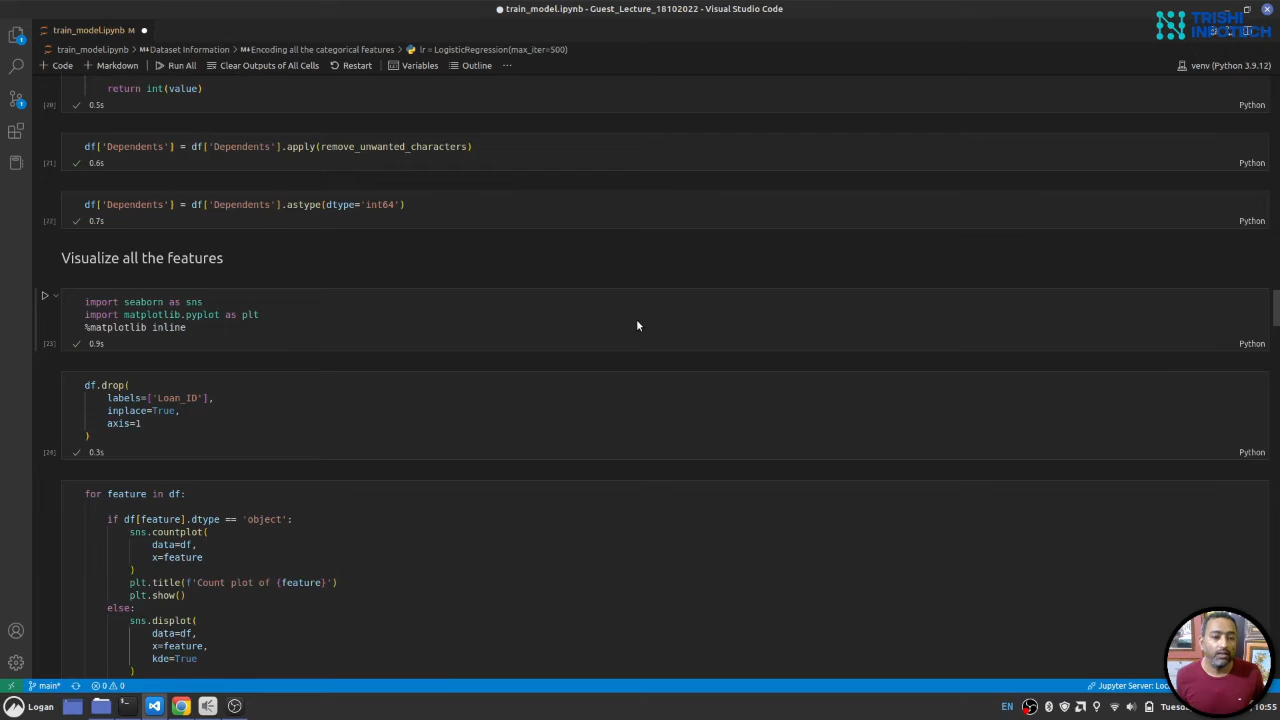 train_model.ipynb - Guest_Lecture_18102022 - Visual Studio Code
TRISHI
INFOTECH
train_model.ipynb M
train_model.ipynb > Dataset Information > Encoding all the categorical features > lr = LogisticRegression(max_iter=500)
+ Code + Markdown Run All Clear Outputs of All Cells Restart Variables Outline ...
venv (Python 3.9.12)
return int(value)
[20] 0.5s Python
df['Dependents'] = df['Dependents'].apply(remove_unwanted_characters)
[21] 0.6s Python
df['Dependents'] = df['Dependents'].astype(dtype='int64')
[22] 0.7s Python
Visualize all the features
import seaborn as sns
import matplotlib.pyplot as plt
%matplotlib inline
[23] 0.9s Python
df.drop(
labels=['Loan_ID'],
inplace=True,
axis=1
)
[24] 0.3s Python
for feature in df:
if df[feature].dtype == 'object':
sns.countplot(
data=df,
x=feature
)
plt.title(f'Count plot of {feature}')
plt.show()
else:
sns.displot(
data=df,
x=feature,
kde=True
)
main* 0 0 Jupyter Server: Loc
Logan EN Tuesd 10:55